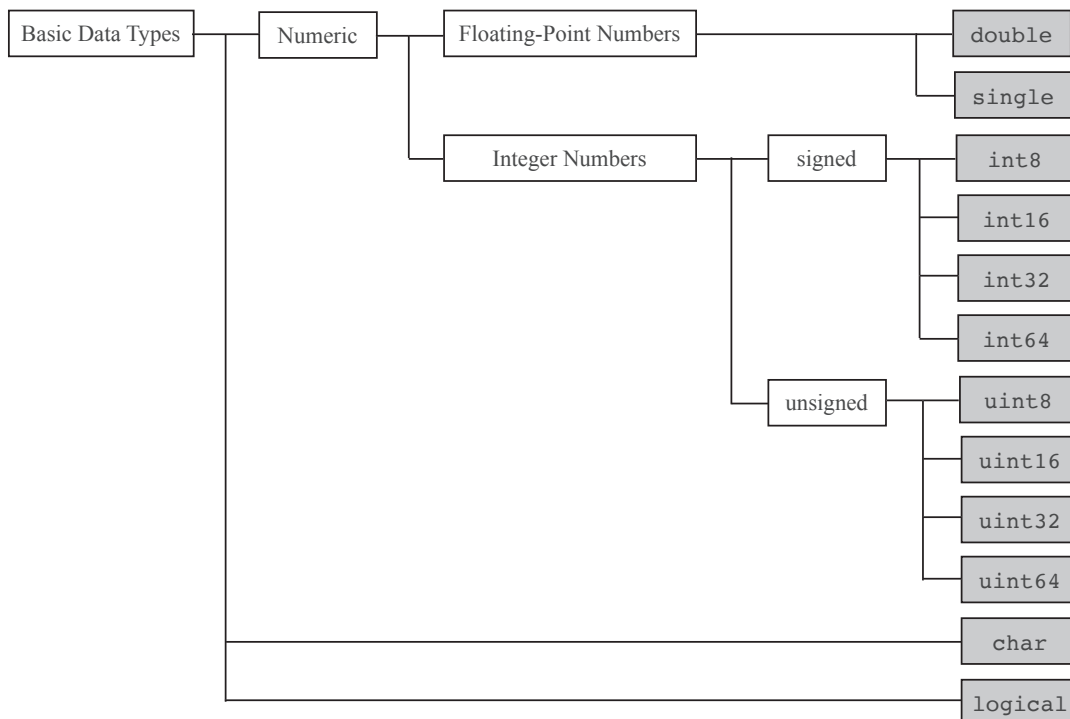 Basic Data Types
Numeric
Floating-Point Numbers
double
single
Integer Numbers
signed
int8
int16
int32
int64
unsigned
uint8
uint16
uint32
uint64
char
logical